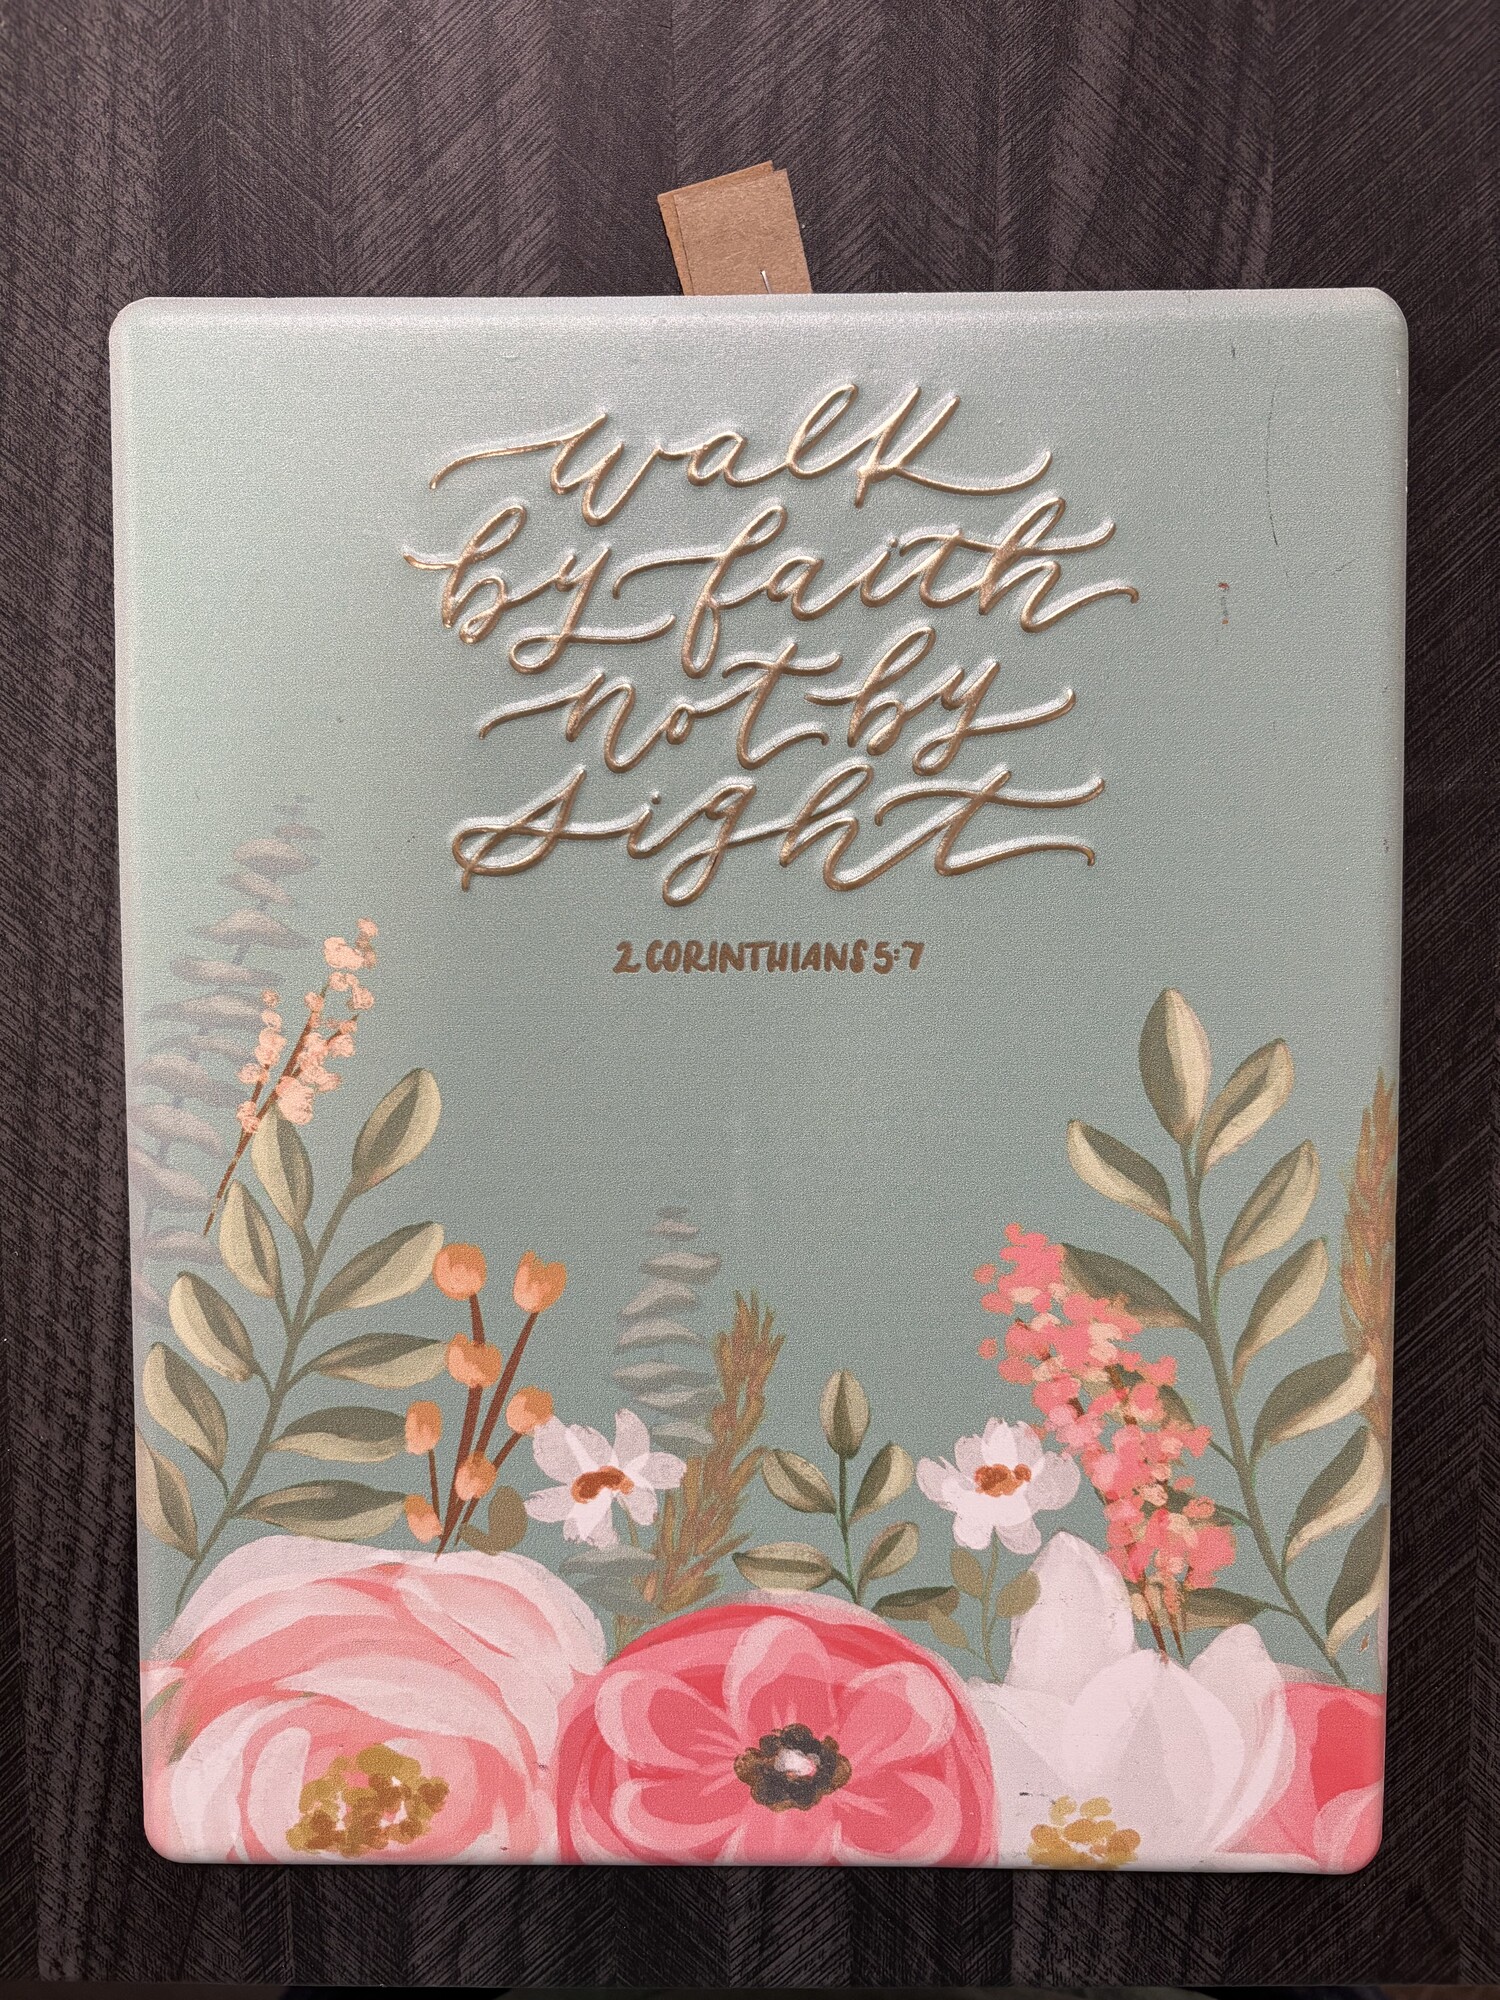 walk
by faith
not by
sight
2 CORINTHIANS 5:7